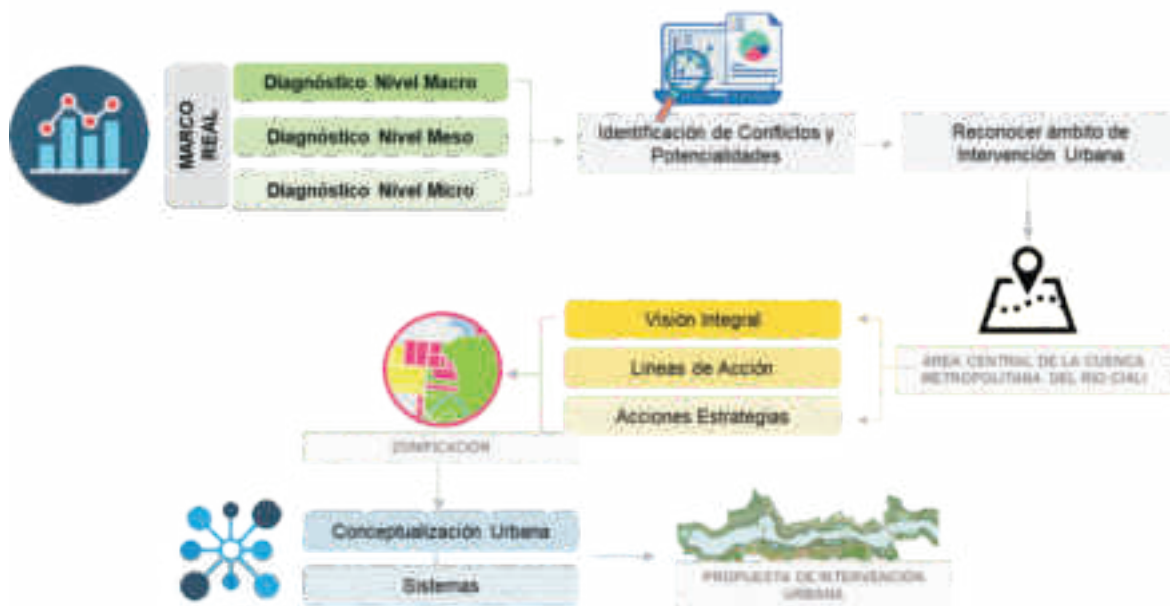 MARCO
REAL
Diagnóstico Nivel Macro
Diagnóstico Nivel Meso
Diagnóstico Nivel Micro
Identificación de Conflictos y
Potencialidades
Reconocer ámbito de
Intervención Urbana
ÁREA CENTRAL DE LA CUENCA
METROPOLITANA DEL RIO CHILI
Visión Integral
Líneas de Acción
Acciones Estrategias
ZONIFICACIÓN
Conceptualización Urbana
Sistemas
PROPUESTA DE INTERVENCIÓN
URBANA